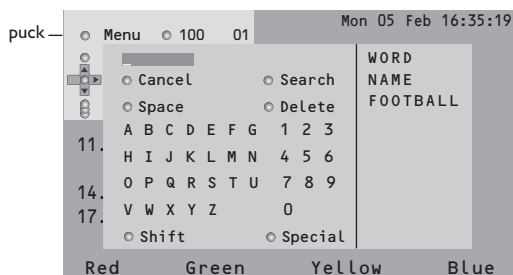 Mon 05 Feb 16:35:19
puck
Menu 100 01
WORD
NAME
FOOTBALL
Cancel Search
Space Delete
A B C D E F G 1 2 3
H I J K L M N 4 5 6
O P Q R S T U 7 8 9
V W X Y Z 0
Shift Special
11.
14.
17.
Red Green Yellow Blue